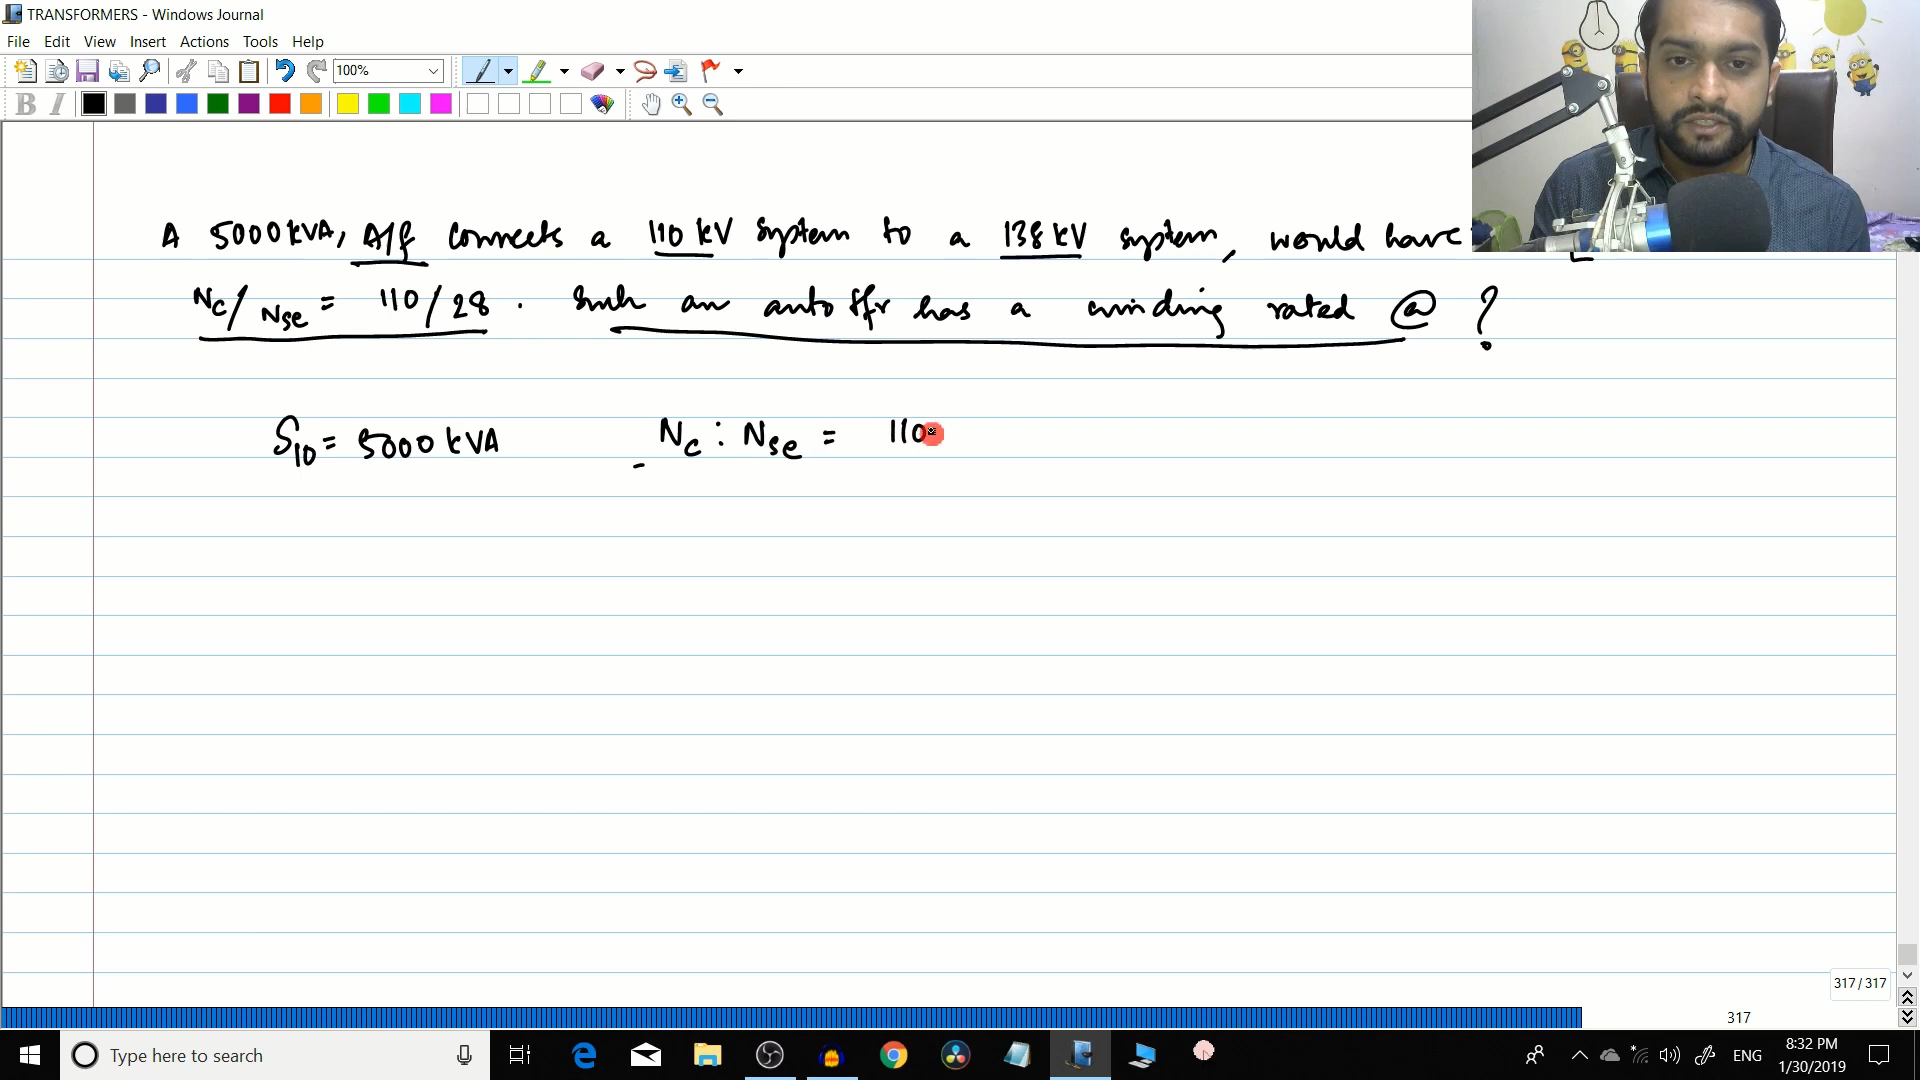 TRANSFORMERS - Windows Journal
File Edit View Insert Actions Tools Help
100%
B I
A 5000 kVA, A/f connects a 110 kV system to a 138 kV system, would have
Nc/Nse = 110/28. Such an auto tfr has a winding rated @ ?
S10 = 5000 kVA Nc : Nse = 110
317 / 317
317
Type here to search
ENG
8:32 PM
1/30/2019